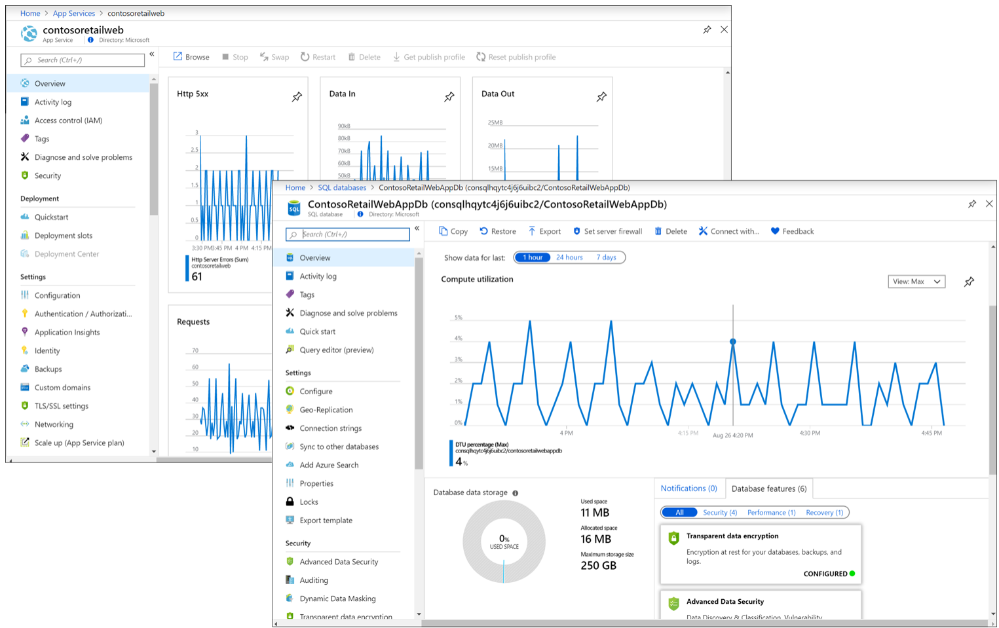 Home > App Services > contosoretailweb
contosoretailweb
App Service
Directory: Microsoft
Search (Ctrl+/)
«
Browse
Stop
Swap
Restart
Delete
Get publish profile
Reset publish profile
Overview
Activity log
Access control (IAM)
Tags
Diagnose and solve problems
Security
Deployment
Quickstart
Deployment slots
Deployment Center
Settings
Configuration
Authentication / Authorizati...
Application Insights
Identity
Backups
Custom domains
TLS/SSL settings
Networking
Scale up (App Service plan)
Http 5xx
3
2.5
2
1.5
1
0.5
0
3:30 PM
3:45 PM
4 PM
4:15 PM
Http Server Errors (Sum)
contosoretailweb
61
Data In
90kB
80kB
70kB
60kB
50kB
Data Out
25MB
20MB
15MB
Requests
70
60
50
40
30
20
10
Home > SQL databases > ContosoRetailWebAppDb (consqlhqytc4j6j6uibc2/ContosoRetailWebAppDb)
SQL
ContosoRetailWebAppDb (consqlhqytc4j6j6uibc2/ContosoRetailWebAppDb)
SQL database
Directory: Microsoft
Search (Ctrl+/)
«
Copy
Restore
Export
Set server firewall
Delete
Connect with...
Feedback
Overview
Activity log
Tags
Diagnose and solve problems
Quick start
Query editor (preview)
Settings
Configure
Geo-Replication
Connection strings
Sync to other databases
Add Azure Search
Properties
Locks
Export template
Security
Advanced Data Security
Auditing
Dynamic Data Masking
Transparent data encryption
Show data for last:
1 hour
24 hours
7 days
Compute utilization
View: Max
5%
4%
3%
2%
1%
0%
4 PM
4:15 PM
Aug 26 4:20 PM
4:30 PM
4:45 PM
DTU percentage (Max)
consqlhqytc4j6j6uibc2/contosoretailwebappdb
4 %
Database data storage
0%
USED SPACE
Used space
11 MB
Allocated space
16 MB
Maximum storage size
250 GB
Notifications (0)
Database features (6)
All
Security (4)
Performance (1)
Recovery (1)
Transparent data encryption
Encryption at rest for your databases, backups, and
logs.
CONFIGURED
Advanced Data Security
Data Discovery & Classification, Vulnerability